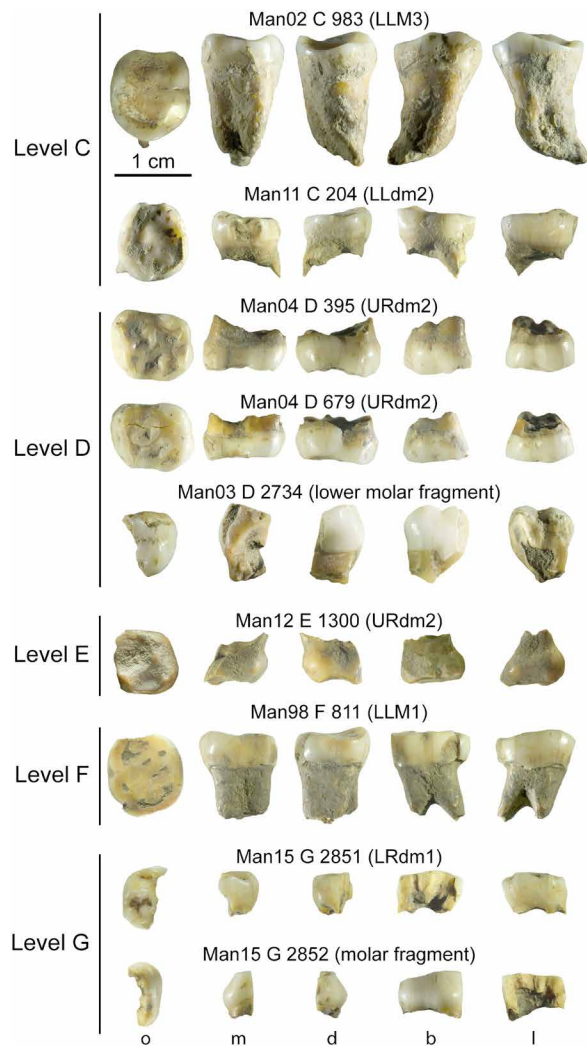 Man02 C 983 (LLM3)
Level C
1 cm
Man11 C 204 (LLdm2)
Man04 D 395 (URdm2)
Man04 D 679 (URdm2)
Level D
Man03 D 2734 (lower molar fragment)
Man12 E 1300 (URdm2)
Level E
Man98 F 811 (LLM1)
Level F
Man15 G 2851 (LRdm1)
Level G
Man15 G 2852 (molar fragment)
o m d b l